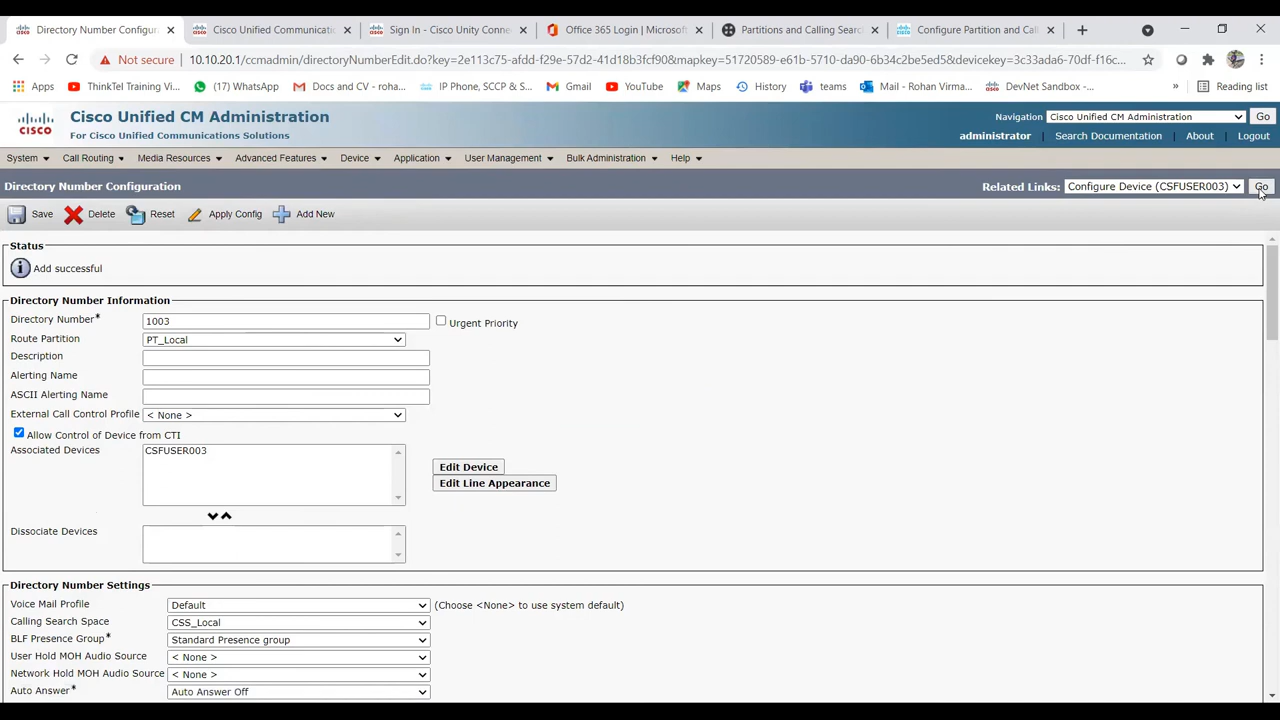 Directory Number Configur
Cisco Unified Communicatio
Sign In - Cisco Unity Connec
Office 365 Login | Microsoft
Partitions and Calling Searc
Configure Partition and Call
Not secure | 10.10.20.1/ccmadmin/directoryNumberEdit.do?key=2e113c75-afdd-f29e-57d2-41d18b3fcf90&mapkey=51720589-e61b-5710-da90-6b34c2be5ed5&devicekey=3c33ada6-70df-f16c...
Apps
ThinkTel Training Vi...
(17) WhatsApp
Docs and CV - roha...
IP Phone, SCCP & S...
Gmail
YouTube
Maps
History
teams
Mail - Rohan Virma...
DevNet Sandbox -...
»
Reading list
CISCO
Cisco Unified CM Administration
For Cisco Unified Communications Solutions
Navigation Cisco Unified CM Administration Go
administrator Search Documentation About Logout
System Call Routing Media Resources Advanced Features Device Application User Management Bulk Administration Help
Directory Number Configuration
Related Links: Configure Device (CSFUSER003) Go
Save Delete Reset Apply Config Add New
Status
Add successful
Directory Number Information
Directory Number* 1003 Urgent Priority
Route Partition PT_Local
Description
Alerting Name
ASCII Alerting Name
External Call Control Profile < None >
Allow Control of Device from CTI
Associated Devices CSFUSER003
Edit Device
Edit Line Appearance
Dissociate Devices
Directory Number Settings
Voice Mail Profile Default (Choose <None> to use system default)
Calling Search Space CSS_Local
BLF Presence Group* Standard Presence group
User Hold MOH Audio Source < None >
Network Hold MOH Audio Source < None >
Auto Answer* Auto Answer Off